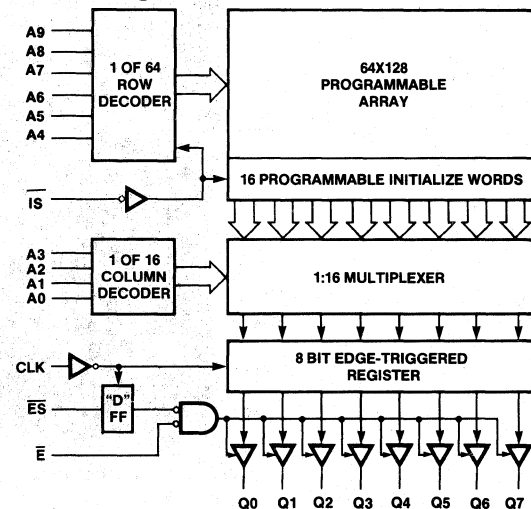 A9
A8
A7
A6
A5
A4
1 OF 64
ROW
DECODER
64X128
PROGRAMMABLE
ARRAY
16 PROGRAMMABLE INITIALIZE WORDS
IS
A3
A2
A1
A0
1 OF 16
COLUMN
DECODER
1:16 MULTIPLEXER
CLK
8 BIT EDGE-TRIGGERED
REGISTER
ES
"D"
FF
E
Q0 Q1 Q2 Q3 Q4 Q5 Q6 Q7